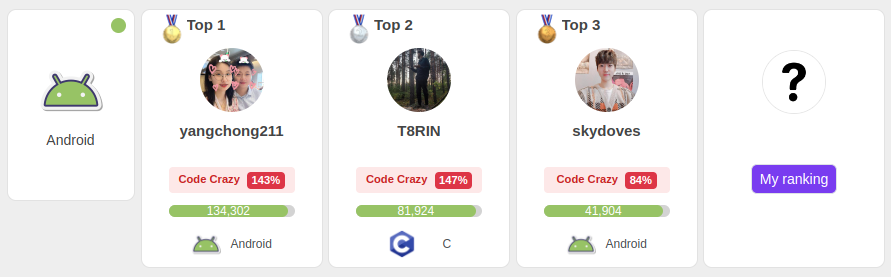 Android
Top 1
yangchong211
Code Crazy 143%
134,302
Android
Top 2
T8RIN
Code Crazy 147%
81,924
C C
Top 3
skydoves
Code Crazy 84%
41,904
Android
?
My ranking